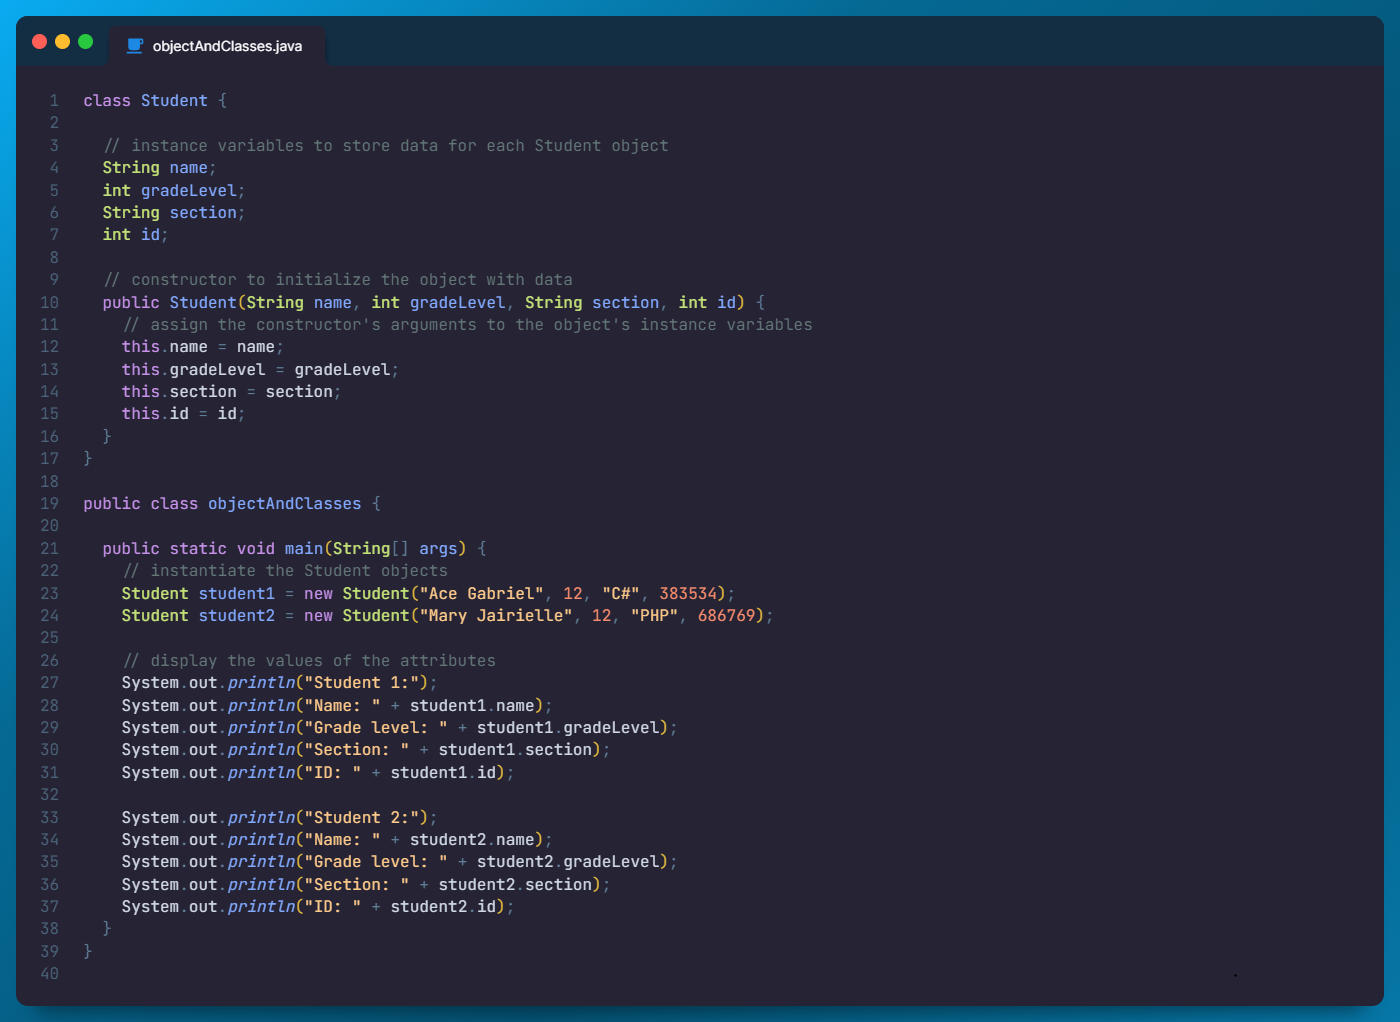 objectAndClasses.java
1 class Student {
2
3   // instance variables to store data for each Student object
4   String name;
5   int gradeLevel;
6   String section;
7   int id;
8
9   // constructor to initialize the object with data
10   public Student(String name, int gradeLevel, String section, int id) {
11     // assign the constructor's arguments to the object's instance variables
12     this.name = name;
13     this.gradeLevel = gradeLevel;
14     this.section = section;
15     this.id = id;
16   }
17 }
18
19 public class objectAndClasses {
20
21   public static void main(String[] args) {
22     // instantiate the Student objects
23     Student student1 = new Student("Ace Gabriel", 12, "C#", 383534);
24     Student student2 = new Student("Mary Jairielle", 12, "PHP", 686769);
25
26     // display the values of the attributes
27     System.out.println("Student 1:");
28     System.out.println("Name: " + student1.name);
29     System.out.println("Grade level: " + student1.gradeLevel);
30     System.out.println("Section: " + student1.section);
31     System.out.println("ID: " + student1.id);
32
33     System.out.println("Student 2:");
34     System.out.println("Name: " + student2.name);
35     System.out.println("Grade level: " + student2.gradeLevel);
36     System.out.println("Section: " + student2.section);
37     System.out.println("ID: " + student2.id);
38   }
39 }
40